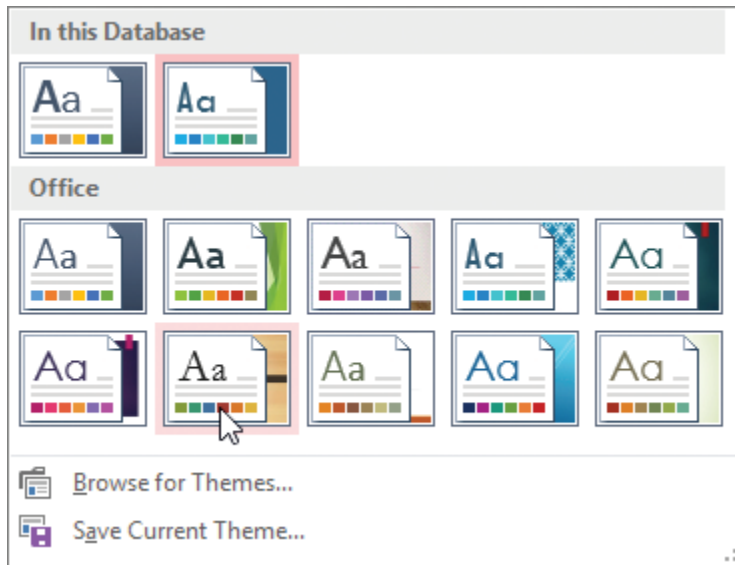 In this Database
Aa Aa
Office
Aa Aa Aa Aa Aa
Aa Aa Aa Aa Aa
Browse for Themes...
Save Current Theme...